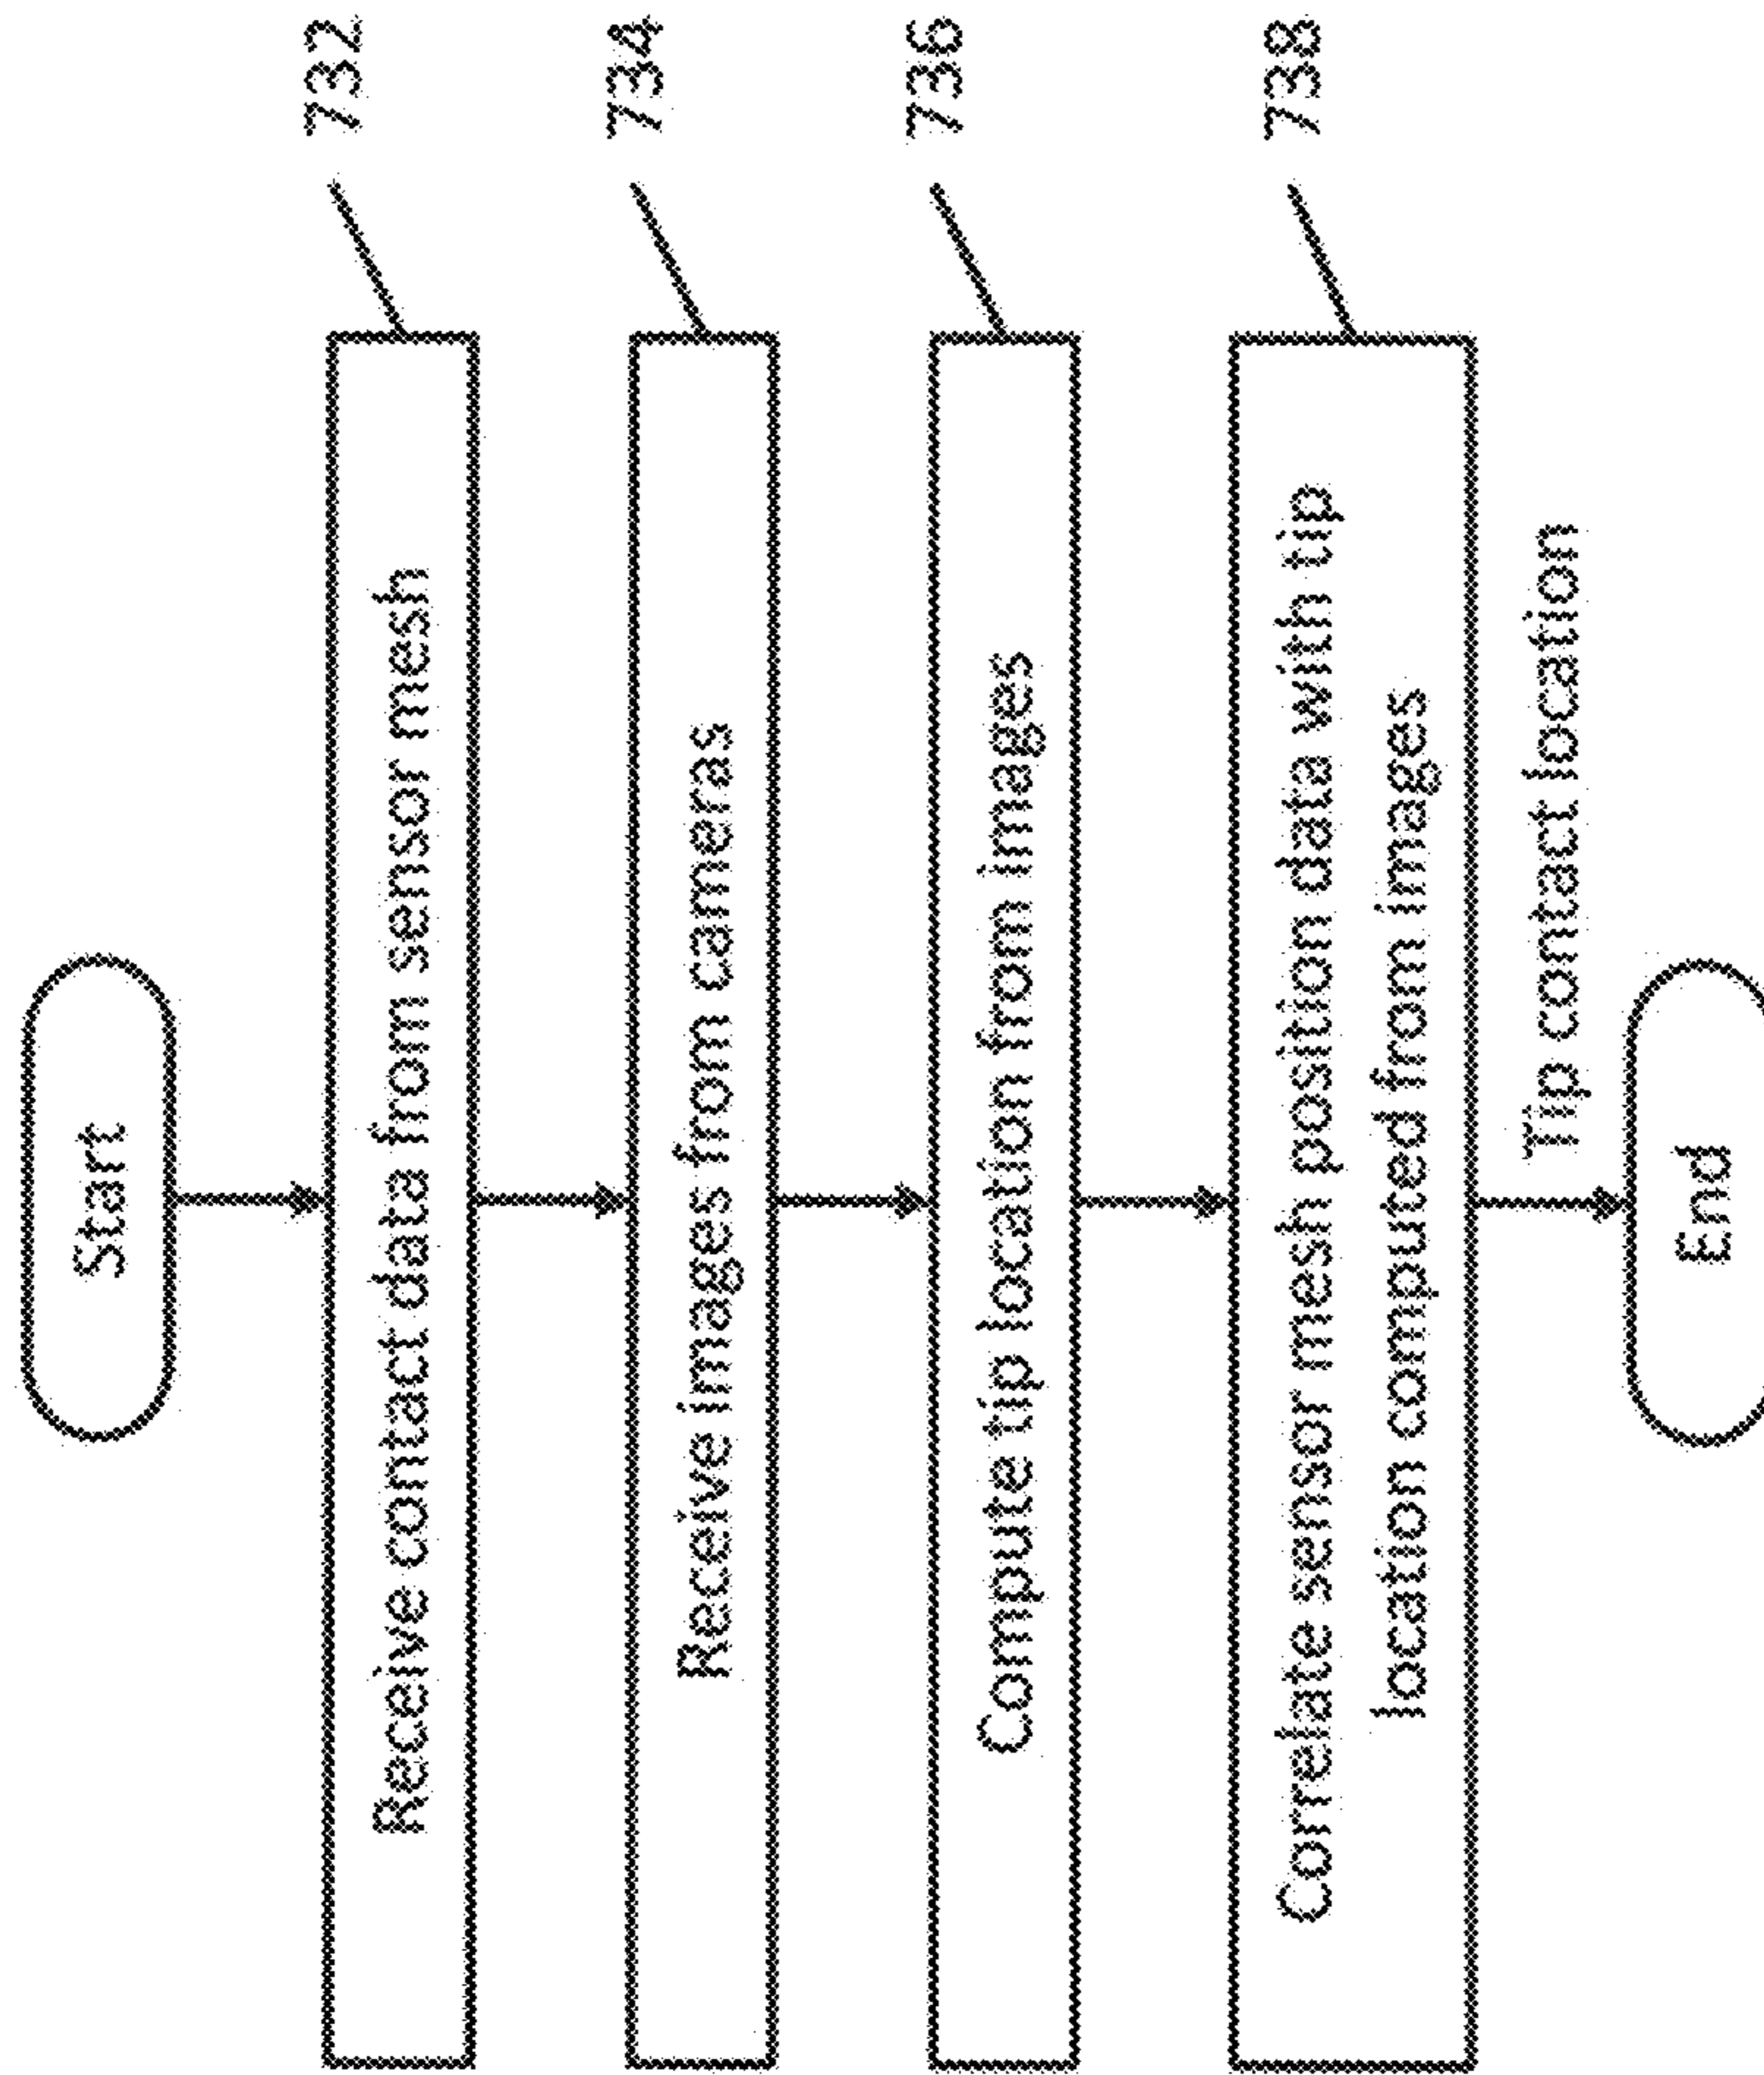 Start
Receive contact data from sensor mesh
732
Receive images from cameras
734
Compute tip location from images
736
Correlate sensor mesh position data with tip
location computed from images
738
Tip contact location
End